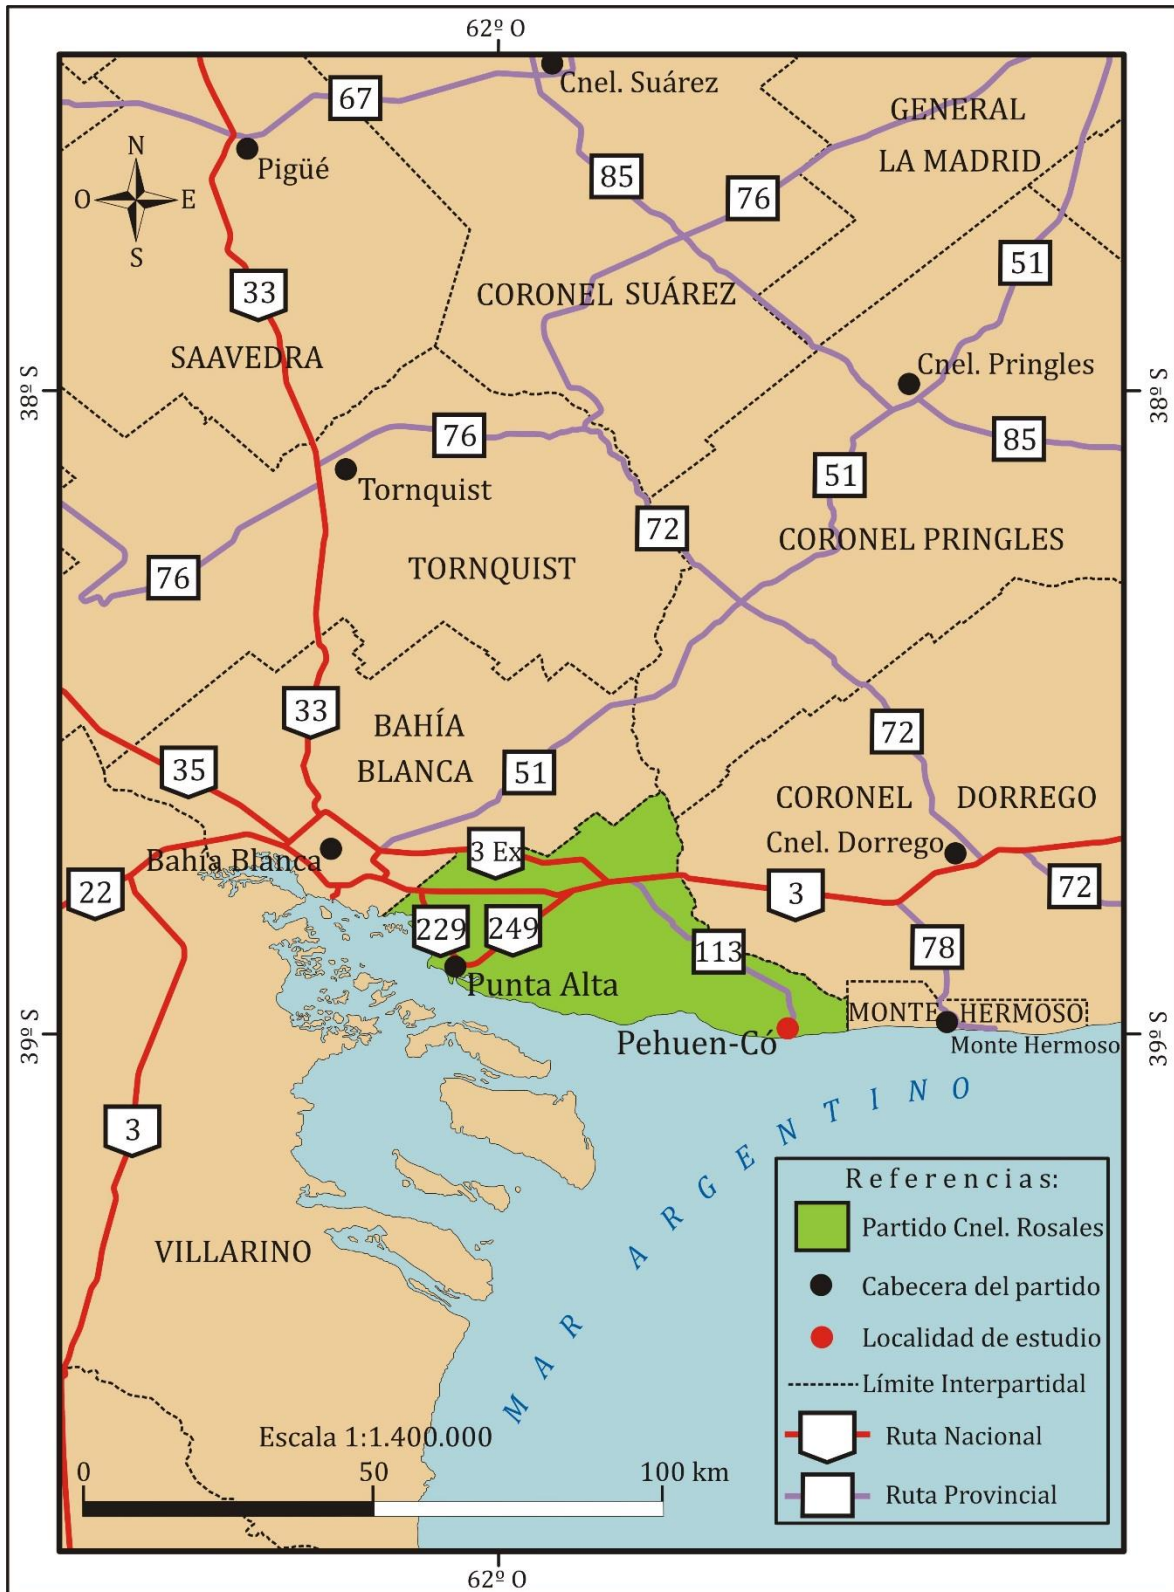 62º O
Cnel. Suárez
67
GENERAL
LA MADRID
N
O
E
S
Pigüé
85
76
51
33
CORONEL SUÁREZ
SAAVEDRA
38º S
38º S
Cnel. Pringles
76
85
Tornquist
51
72
CORONEL PRINGLES
76
TORNQUIST
33
BAHÍA
BLANCA
72
35
51
CORONEL DORREGO
Cnel. Dorrego
Bahía Blanca
3 Ex
22
3
72
229
249
113
78
Punta Alta
MONTE HERMOSO
39º S
39º S
Pehuen-Có
Monte Hermoso
MAR ARGENTINO
3
VILLARINO
Referencias:
Partido Cnel. Rosales
Cabecera del partido
Localidad de estudio
Límite Interpartidal
Ruta Nacional
Ruta Provincial
Escala 1:1.400.000
0 50 100 km
62º O